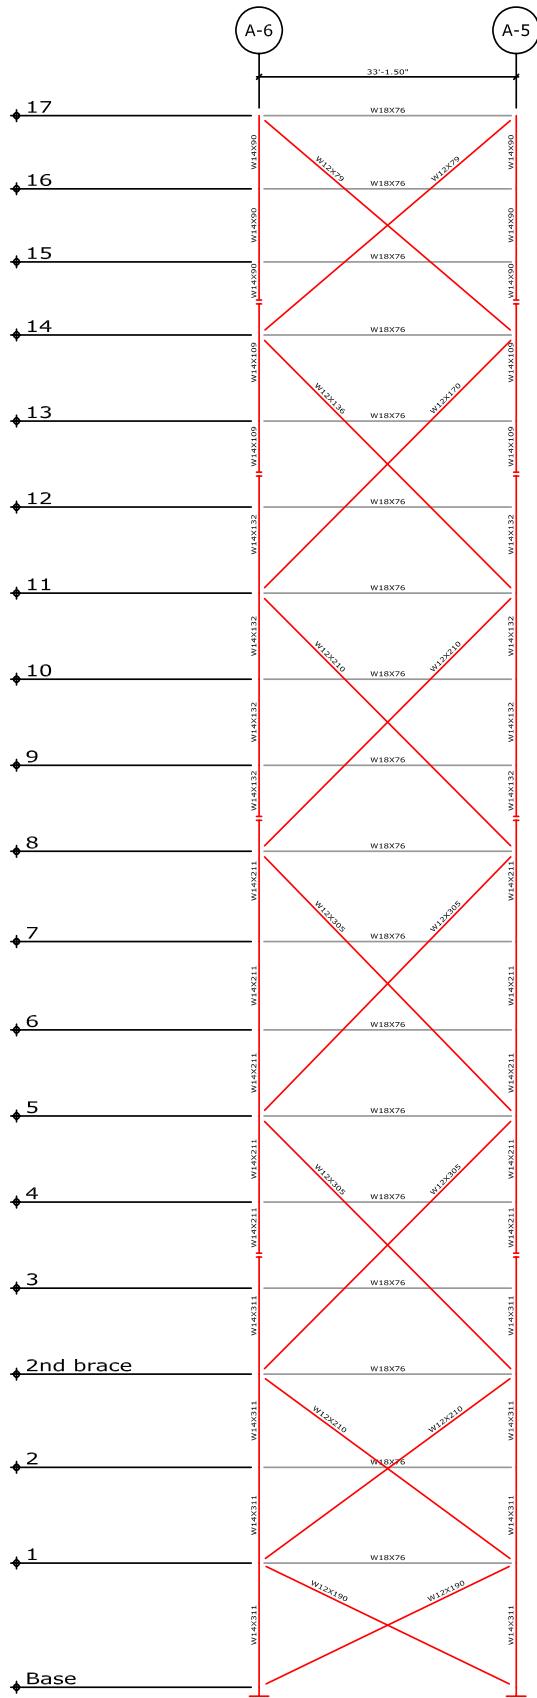 A-6 A-5
33'-1.50"
17 W18X76
W14X90 W12X79 W12X79 W14X90
16 W18X76
W14X90 W14X90
15 W18X76
W14X90 W14X90
14 W18X76
W14X109 W14X109
W12X136 W12X170
13 W18X76
W14X109 W14X109
12 W18X76
W14X132 W14X132
11 W18X76
W14X132 W12X210 W12X210 W14X132
10 W18X76
W14X132 W14X132
9 W18X76
W14X132 W14X132
8 W18X76
W14X211 W14X211
W12X305 W12X305
7 W18X76
W14X211 W14X211
6 W18X76
W14X211 W14X211
5 W18X76
W14X211 W12X305 W12X305 W14X211
4 W18X76
W14X211 W14X211
3 W18X76
W14X311 W14X311
2nd brace W18X76
W14X311 W12X210 W12X210 W14X311
2 W18X76
W14X311 W14X311
1 W18X76
W14X311 W12X190 W12X190 W14X311
Base